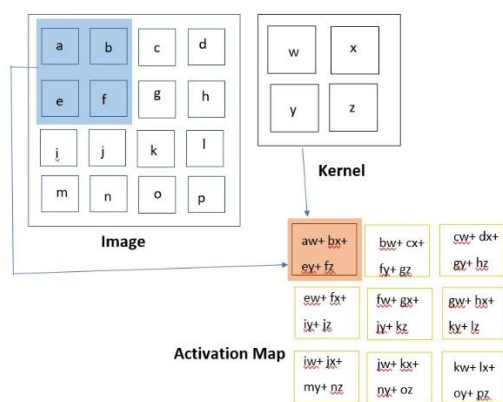 a b c d
e f g h
i j k l
m n o p
Image
w x
y z
Kernel
aw+ bx+
ey+ fz
bw+ cx+
fy+ gz
cw+ dx+
gy+ hz
ew+ fx+
iy+ jz
fw+ gx+
jy+ kz
gw+ hx+
ky+ lz
Activation Map
iw+ jx+
my+ nz
jw+ kx+
ny+ oz
kw+ lx+
oy+ pz